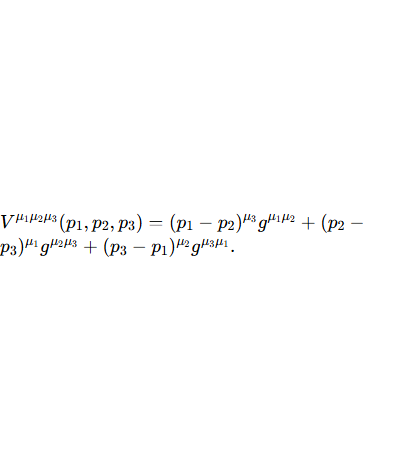 $V^{\mu_1\mu_2\mu_3}(p_1, p_2, p_3) = (p_1 - p_2)^{\mu_3} g^{\mu_1\mu_2} + (p_2 -$
$p_3)^{\mu_1} g^{\mu_2\mu_3} + (p_3 - p_1)^{\mu_2} g^{\mu_3\mu_1}.$